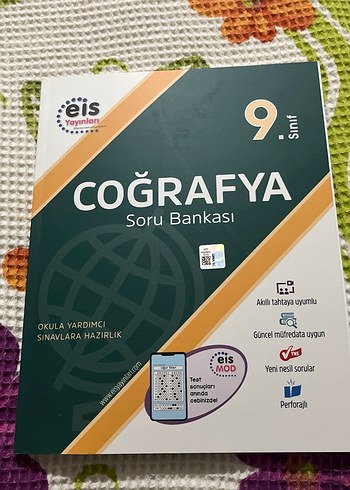 eis
Yayınları
9.
Sınıf
COĞRAFYA
Soru Bankası
OKULA YARDIMCI
SINAVLARA HAZIRLIK
Akıllı tahtaya uyumlu
Güncel müfredata uygun
Yeni nesil sorular
Perforajlı
www.eisyayinlari.com
eis
MOD
Test
sonuçları
anında
cebinizde!